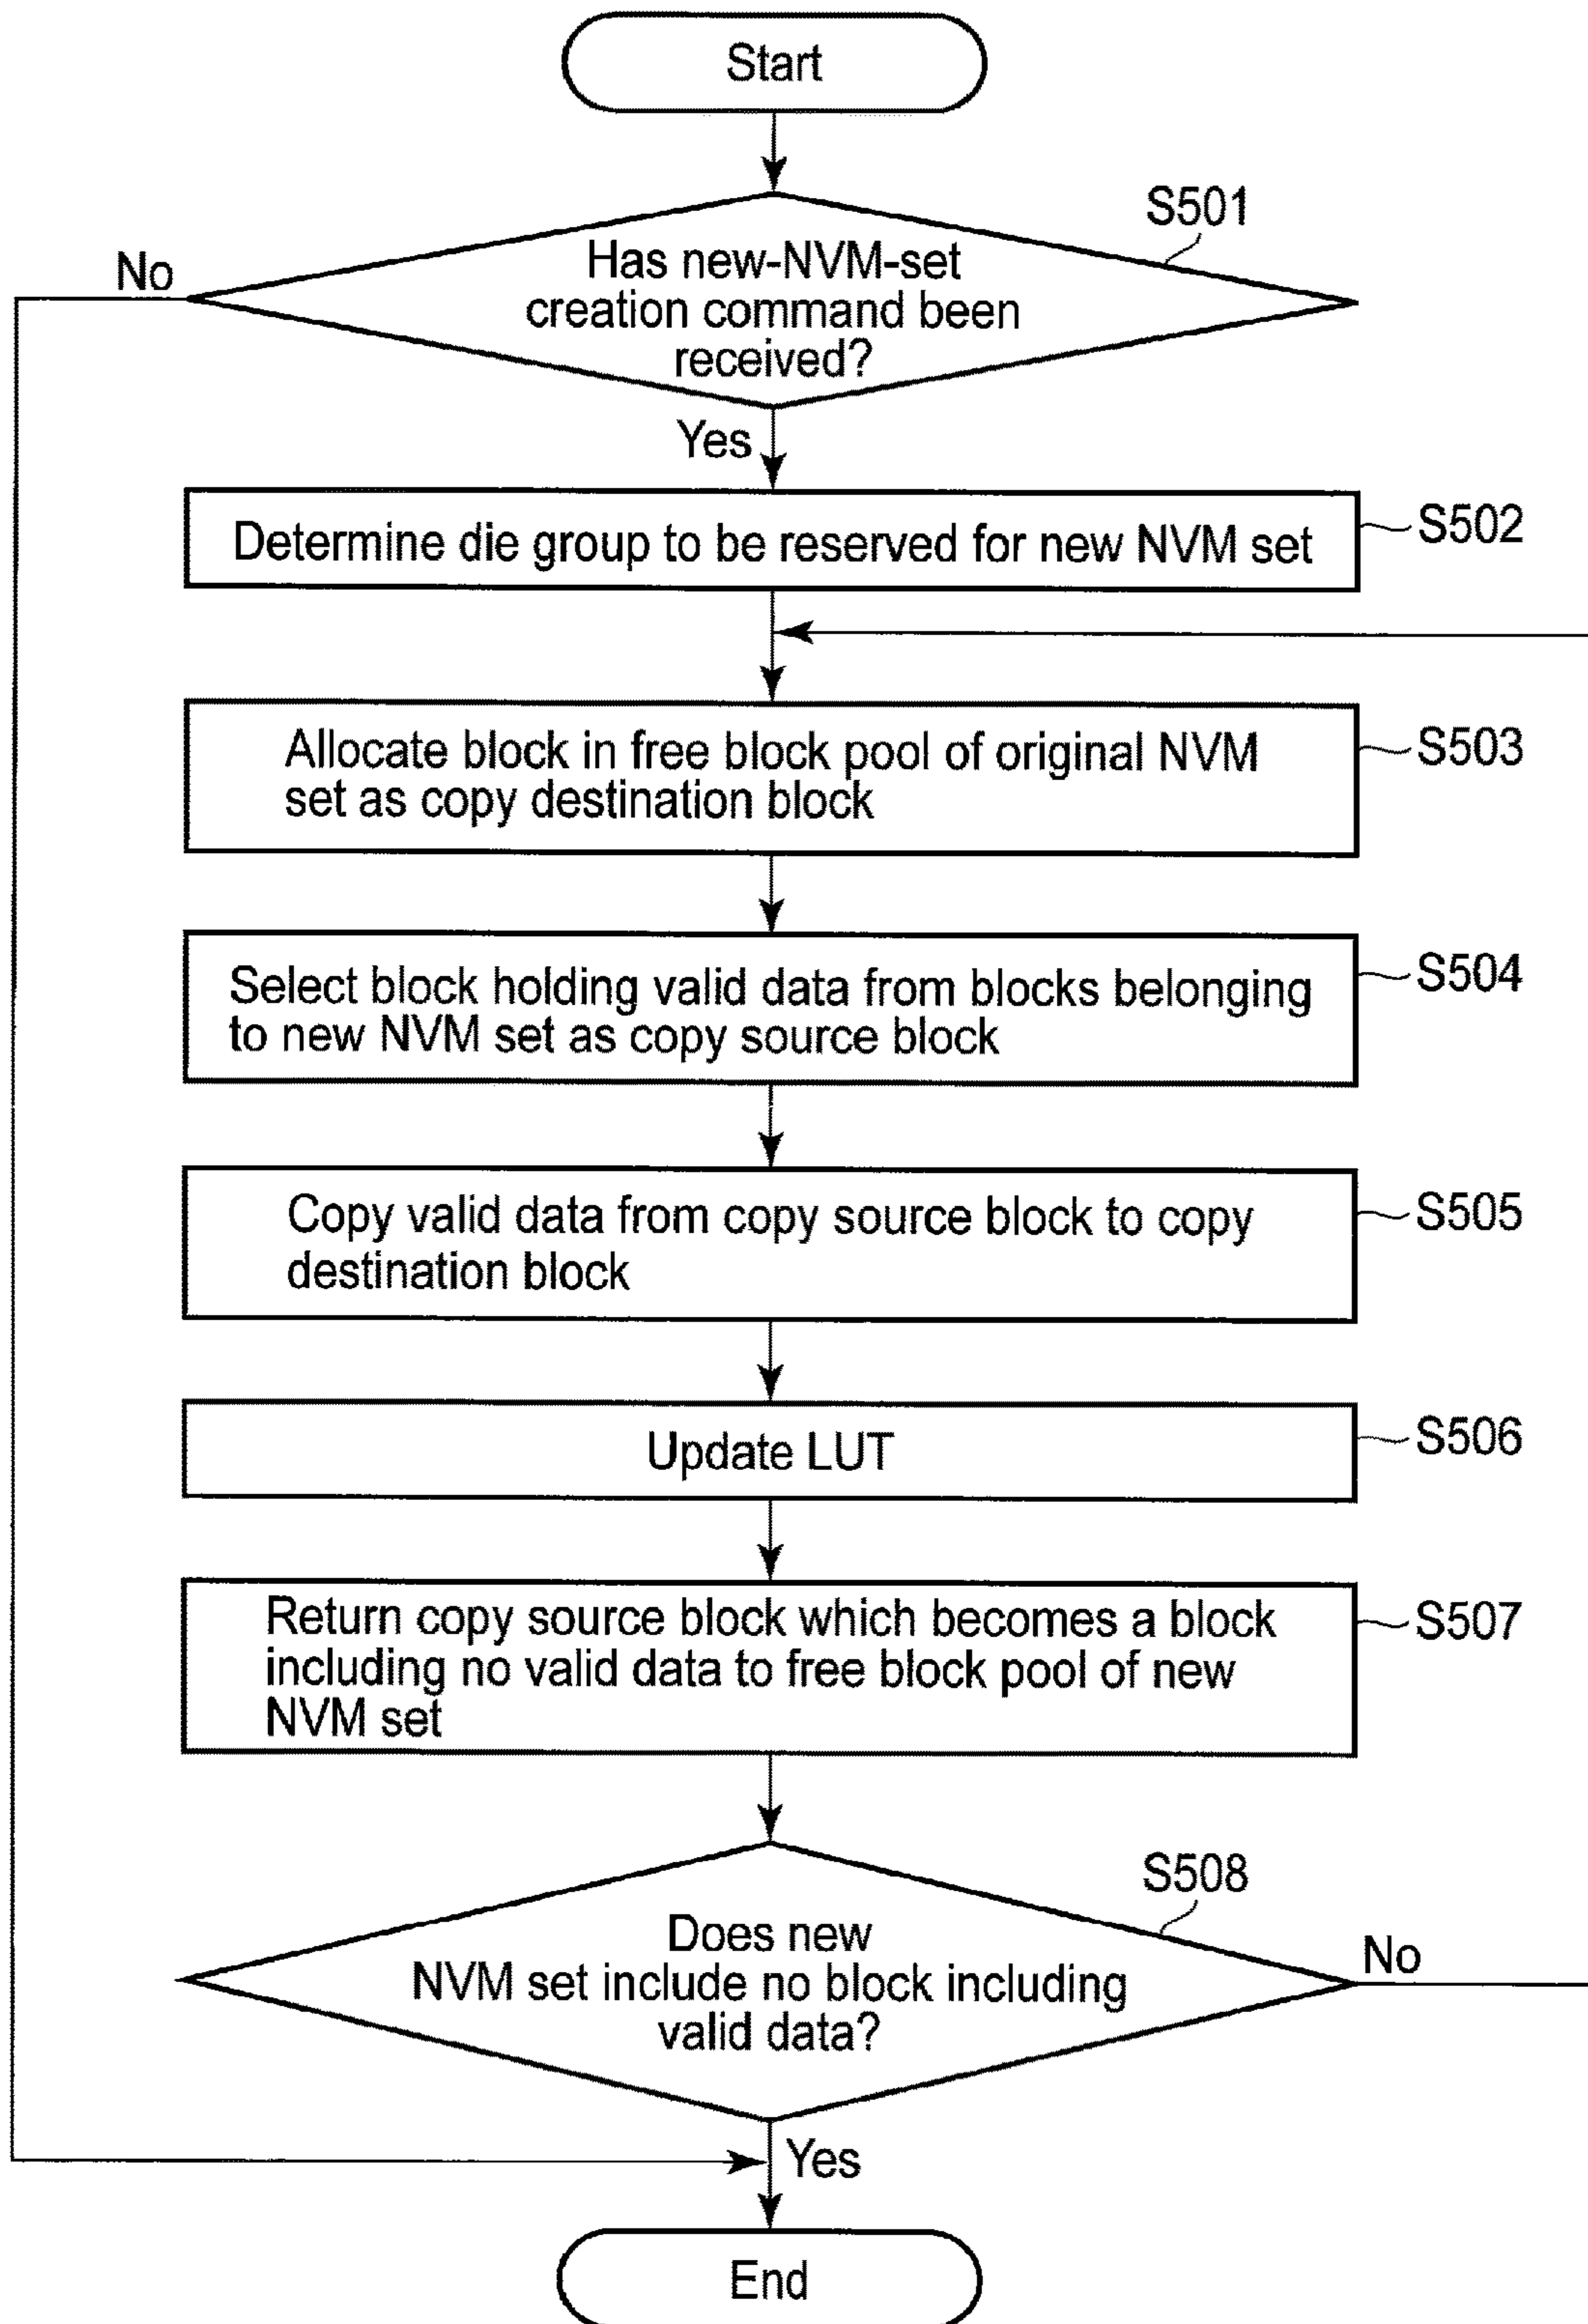 Start
S501
No
Has new-NVM-set
creation command been
received?
Yes
Determine die group to be reserved for new NVM set
S502
Allocate block in free block pool of original NVM
set as copy destination block
S503
Select block holding valid data from blocks belonging
to new NVM set as copy source block
S504
Copy valid data from copy source block to copy
destination block
S505
Update LUT
S506
Return copy source block which becomes a block
including no valid data to free block pool of new
NVM set
S507
S508
Does new
NVM set include no block including
valid data?
No
Yes
End